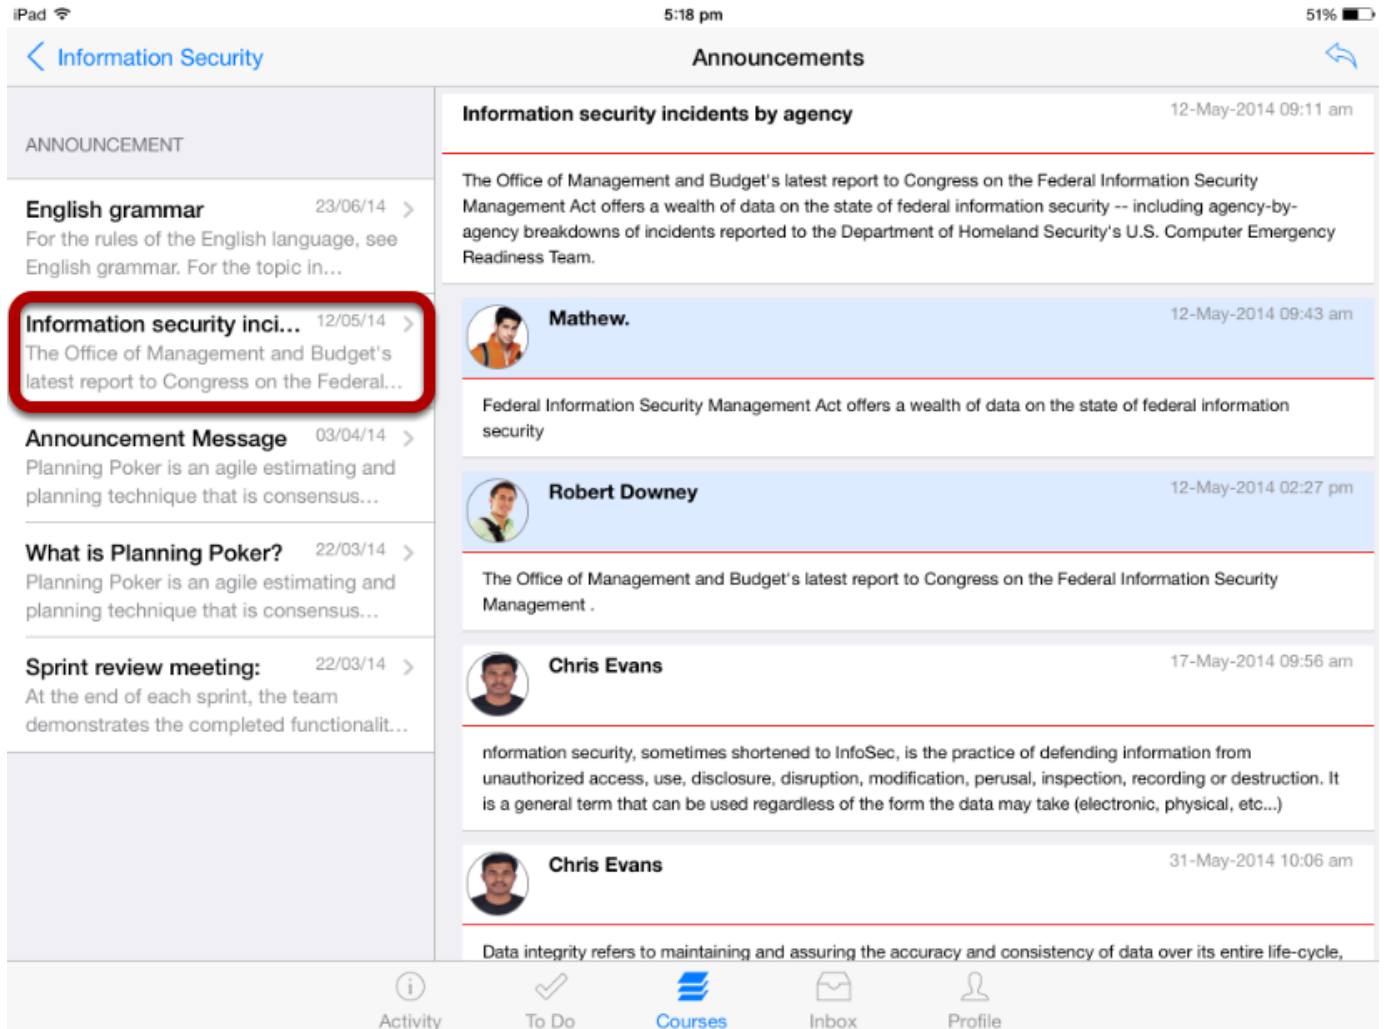 iPad
5:18 pm
51%
Information Security
Announcements
ANNOUNCEMENT
English grammar
23/06/14
For the rules of the English language, see
English grammar. For the topic in...
Information security inci...
12/05/14
The Office of Management and Budget's
latest report to Congress on the Federal...
Announcement Message
03/04/14
Planning Poker is an agile estimating and
planning technique that is consensus...
What is Planning Poker?
22/03/14
Planning Poker is an agile estimating and
planning technique that is consensus...
Sprint review meeting:
22/03/14
At the end of each sprint, the team
demonstrates the completed functionalit...
Information security incidents by agency
12-May-2014 09:11 am
The Office of Management and Budget's latest report to Congress on the Federal Information Security
Management Act offers a wealth of data on the state of federal information security -- including agency-by-
agency breakdowns of incidents reported to the Department of Homeland Security's U.S. Computer Emergency
Readiness Team.
Mathew.
12-May-2014 09:43 am
Federal Information Security Management Act offers a wealth of data on the state of federal information
security
Robert Downey
12-May-2014 02:27 pm
The Office of Management and Budget's latest report to Congress on the Federal Information Security
Management .
Chris Evans
17-May-2014 09:56 am
nformation security, sometimes shortened to InfoSec, is the practice of defending information from
unauthorized access, use, disclosure, disruption, modification, perusal, inspection, recording or destruction. It
is a general term that can be used regardless of the form the data may take (electronic, physical, etc...)
Chris Evans
31-May-2014 10:06 am
Data integrity refers to maintaining and assuring the accuracy and consistency of data over its entire life-cycle,
Activity
To Do
Courses
Inbox
Profile